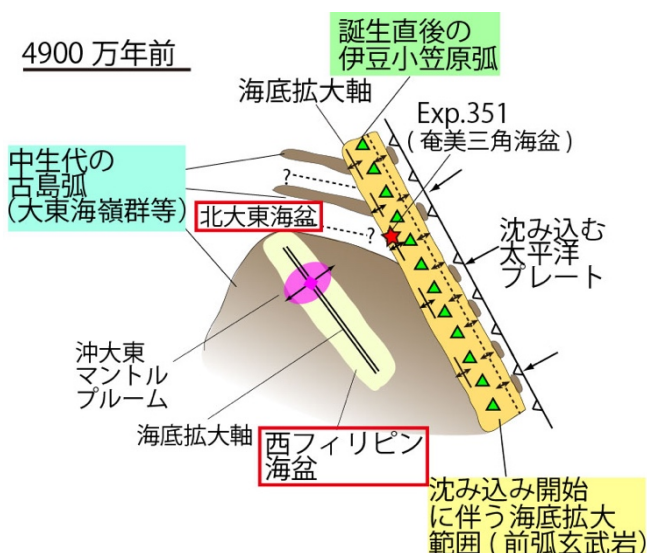 4900 万年前
誕生直後の
伊豆小笠原弧
海底拡大軸
Exp.351
(奄美三角海盆)
中生代の
古島弧
(大東海嶺群等)
?
北大東海盆
?
沈み込む
太平洋
プレート
沖大東
マントル
プルーム
海底拡大軸
西フィリピン
海盆
沈み込み開始
に伴う海底拡大
範囲(前弧玄武岩)